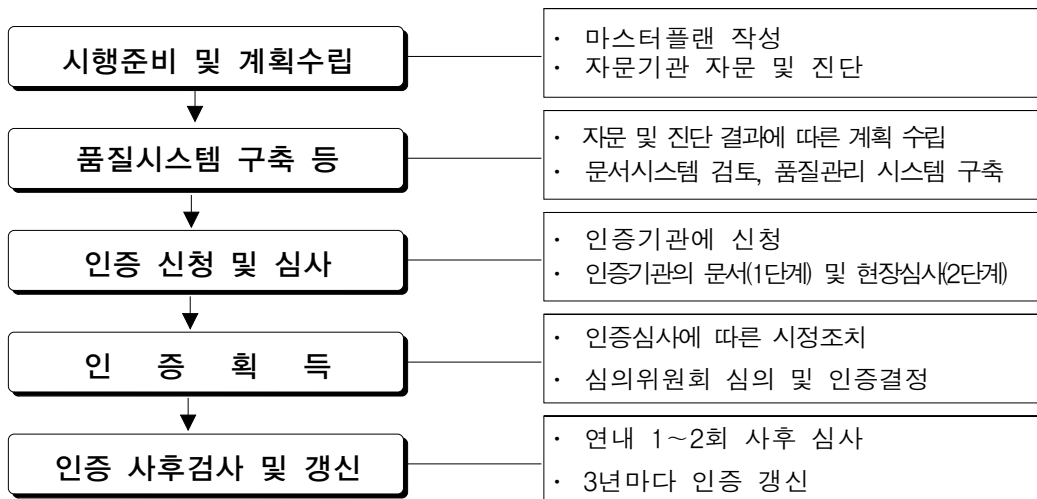 시행준비 및 계획수립
· 마스터플랜 작성
· 자문기관 자문 및 진단
품질시스템 구축 등
· 자문 및 진단 결과에 따른 계획 수립
· 문서시스템 검토, 품질관리 시스템 구축
인증 신청 및 심사
· 인증기관에 신청
· 인증기관의 문서(1단계) 및 현장심사(2단계)
인 증 획 득
· 인증심사에 따른 시정조치
· 심의위원회 심의 및 인증결정
인증 사후검사 및 갱신
· 연내 1~2회 사후 심사
· 3년마다 인증 갱신